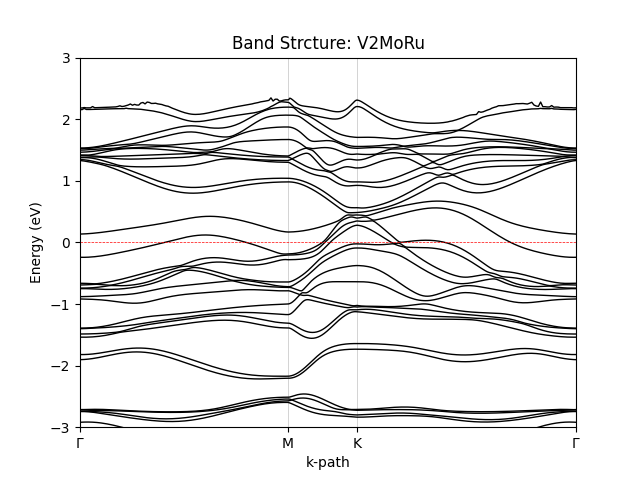 Band Strcture: V2MoRu
3
2
1
0
−1
−2
−3
Energy (eV)
Γ
M
K
Γ
k-path